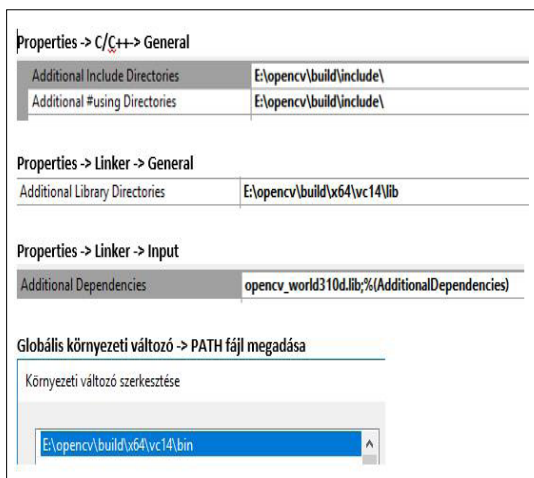 Properties -> C/C++-> General
Additional Include Directories E:\opencv\build\include\
Additional #using Directories E:\opencv\build\include\
Properties -> Linker -> General
Additional Library Directories E:\opencv\build\x64\vc14\lib
Properties -> Linker -> Input
Additional Dependencies opencv_world310d.lib;%(AdditionalDependencies)
Globális környezeti változó -> PATH fájl megadása
Környezeti változó szerkesztése
E:\opencv\build\x64\vc14\bin